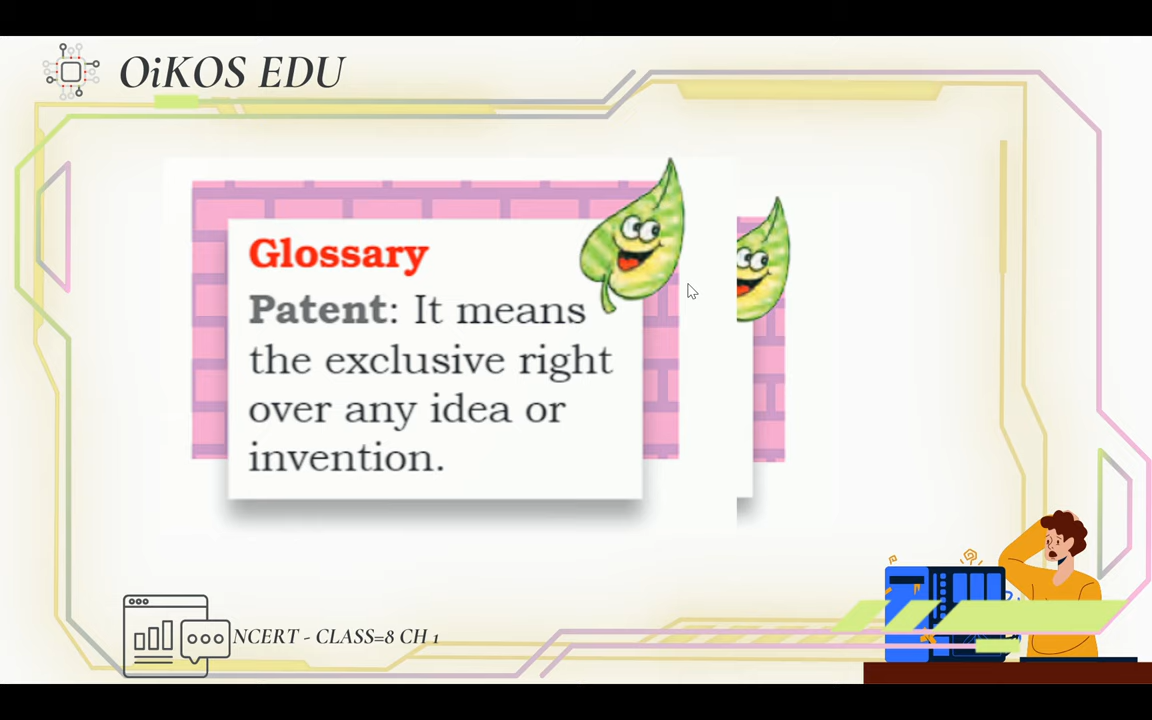 OiKOS EDU
Glossary
Patent: It means
the exclusive right
over any idea or
invention.
NCERT - CLASS=8 CH 1